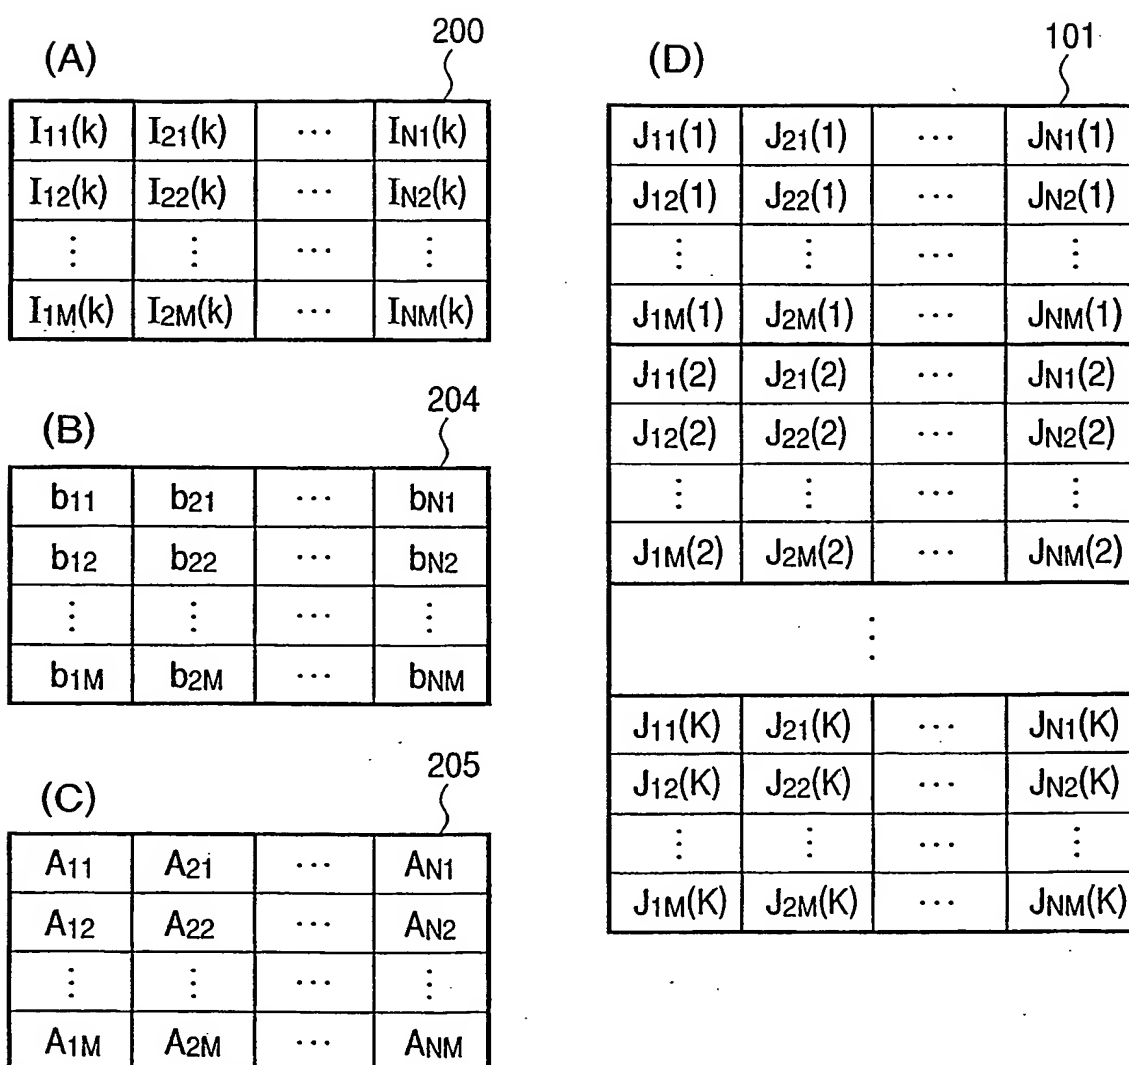 (A)
200
I11(k) I21(k) ... IN1(k)
I12(k) I22(k) ... IN2(k)
⋮ ⋮ ... ⋮
I1M(k) I2M(k) ... INM(k)
(B)
204
b11 b21 ... bN1
b12 b22 ... bN2
⋮ ⋮ ... ⋮
b1M b2M ... bNM
(C)
205
A11 A21 ... AN1
A12 A22 ... AN2
⋮ ⋮ ... ⋮
A1M A2M ... ANM
(D)
101
J11(1) J21(1) ... JN1(1)
J12(1) J22(1) ... JN2(1)
⋮ ⋮ ... ⋮
J1M(1) J2M(1) ... JNM(1)
J11(2) J21(2) ... JN1(2)
J12(2) J22(2) ... JN2(2)
⋮ ⋮ ... ⋮
J1M(2) J2M(2) ... JNM(2)
⋮
J11(K) J21(K) ... JN1(K)
J12(K) J22(K) ... JN2(K)
⋮ ⋮ ... ⋮
J1M(K) J2M(K) ... JNM(K)